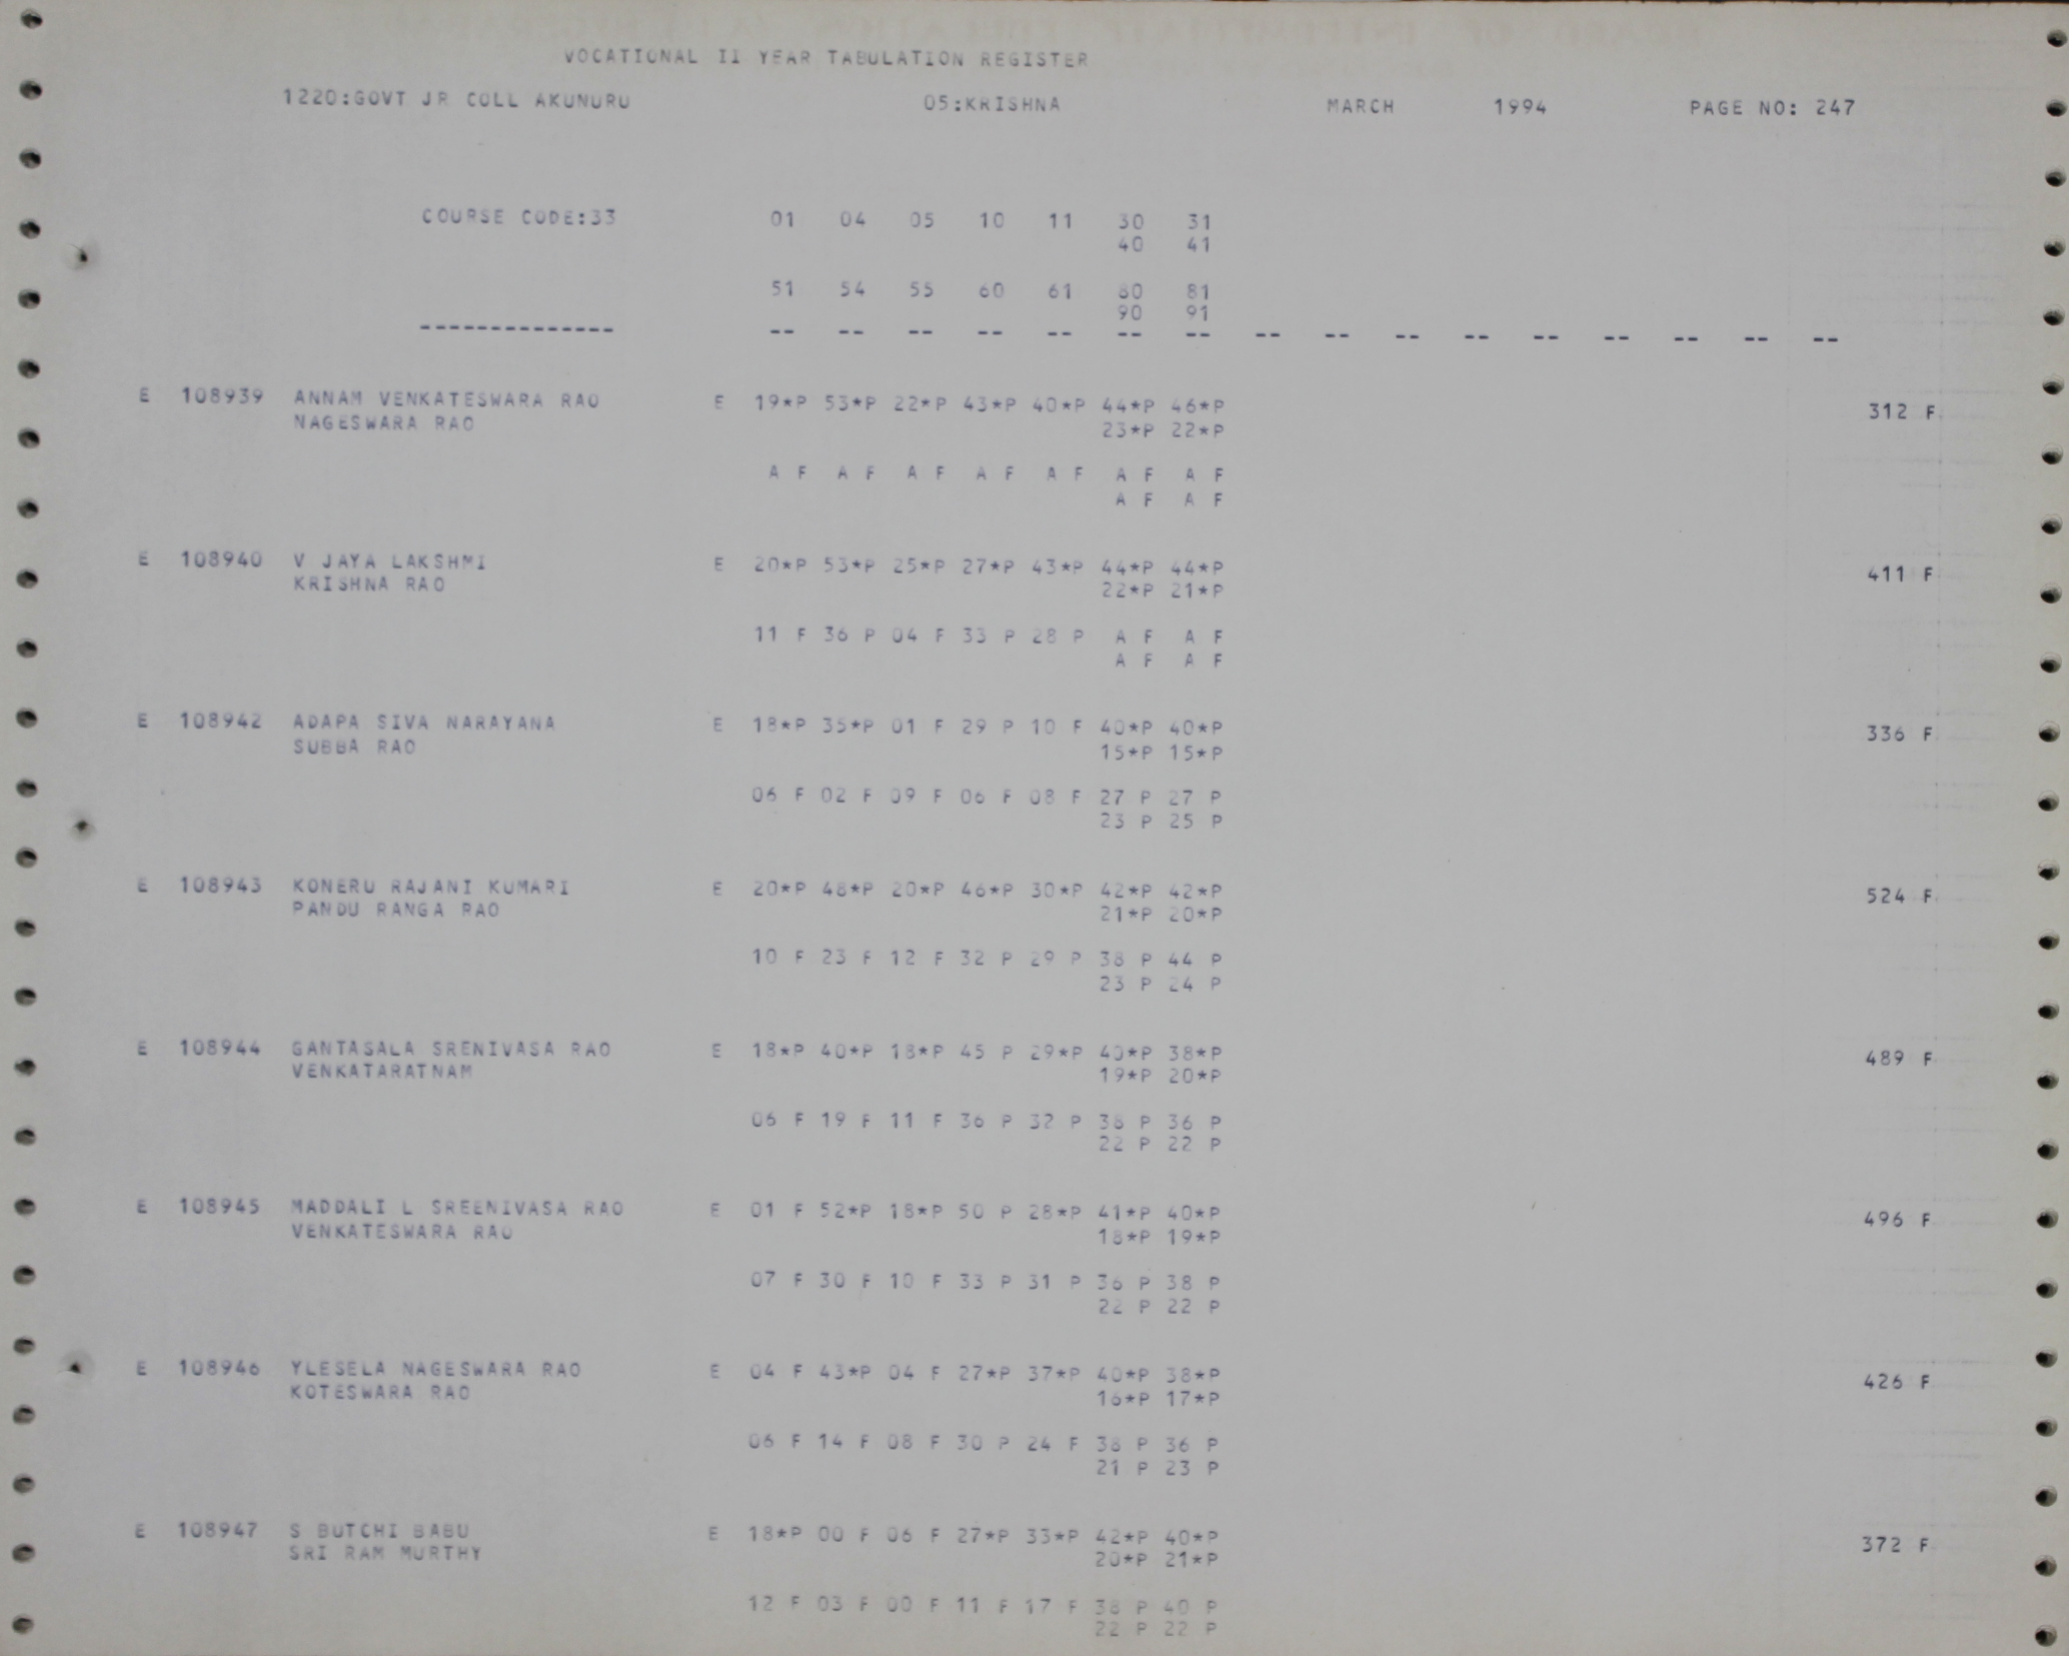 VOCATIONAL II YEAR TABULATION REGISTER
1220:GOVT JR COLL AKUNURU 05:KRISHNA MARCH 1994 PAGE NO: 247
COURSE CODE:33 01 04 05 10 11 30 31
40 41
51 54 55 60 61 80 81
90 91
-------------- -- -- -- -- -- -- -- -- -- -- -- -- -- -- -- --
E 108939 ANNAM VENKATESWARA RAO E 19*P 53*P 22*P 43*P 40*P 44*P 46*P 312 F
NAGESWARA RAO 23*P 22*P
A F A F A F A F A F A F A F
A F A F
E 108940 V JAYA LAKSHMI E 20*P 53*P 25*P 27*P 43*P 44*P 44*P 411 F
KRISHNA RAO 22*P 21*P
11 F 36 P 04 F 33 P 28 P A F A F
A F A F
E 108942 ADAPA SIVA NARAYANA E 18*P 35*P 01 F 29 P 10 F 40*P 40*P 336 F
SUBBA RAO 15*P 15*P
06 F 02 F 09 F 06 F 08 F 27 P 27 P
23 P 25 P
E 108943 KONERU RAJANI KUMARI E 20*P 48*P 20*P 46*P 30*P 42*P 42*P 524 F
PANDU RANGA RAO 21*P 20*P
10 F 23 F 12 F 32 P 29 P 38 P 44 P
23 P 24 P
E 108944 GANTASALA SRENIVASA RAO E 18*P 40*P 18*P 45 P 29*P 40*P 38*P 489 F
VENKATARATNAM 19*P 20*P
06 F 19 F 11 F 36 P 32 P 38 P 36 P
22 P 22 P
E 108945 MADDALI L SREENIVASA RAO E 01 F 52*P 18*P 50 P 28*P 41*P 40*P 496 F
VENKATESWARA RAO 18*P 19*P
07 F 30 F 10 F 33 P 31 P 36 P 38 P
22 P 22 P
E 108946 YLESELA NAGESWARA RAO E 04 F 43*P 04 F 27*P 37*P 40*P 38*P 426 F
KOTESWARA RAO 16*P 17*P
06 F 14 F 08 F 30 P 24 F 38 P 36 P
21 P 23 P
E 108947 S BUTCHI BABU E 18*P 00 F 06 F 27*P 33*P 42*P 40*P 372 F
SRI RAM MURTHY 20*P 21*P
12 F 03 F 00 F 11 F 17 F 38 P 40 P
22 P 22 P